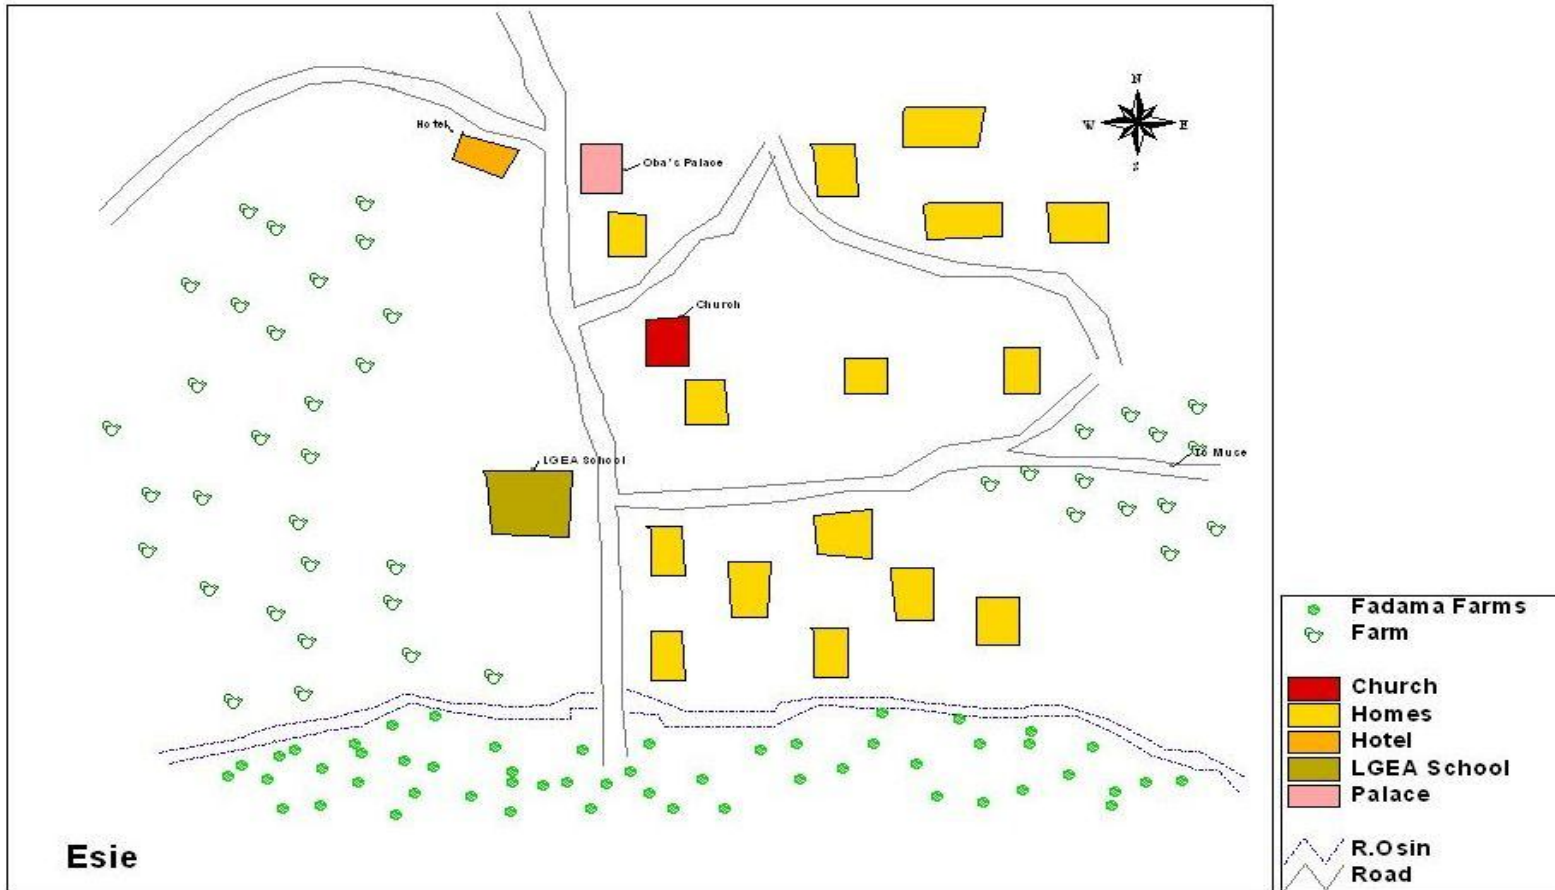 N
W E
S
Hotel
Oba's Palace
Church
LGEA School
To Muse
Esie
Fadama Farms
Farm
Church
Homes
Hotel
LGEA School
Palace
R.Osin
Road